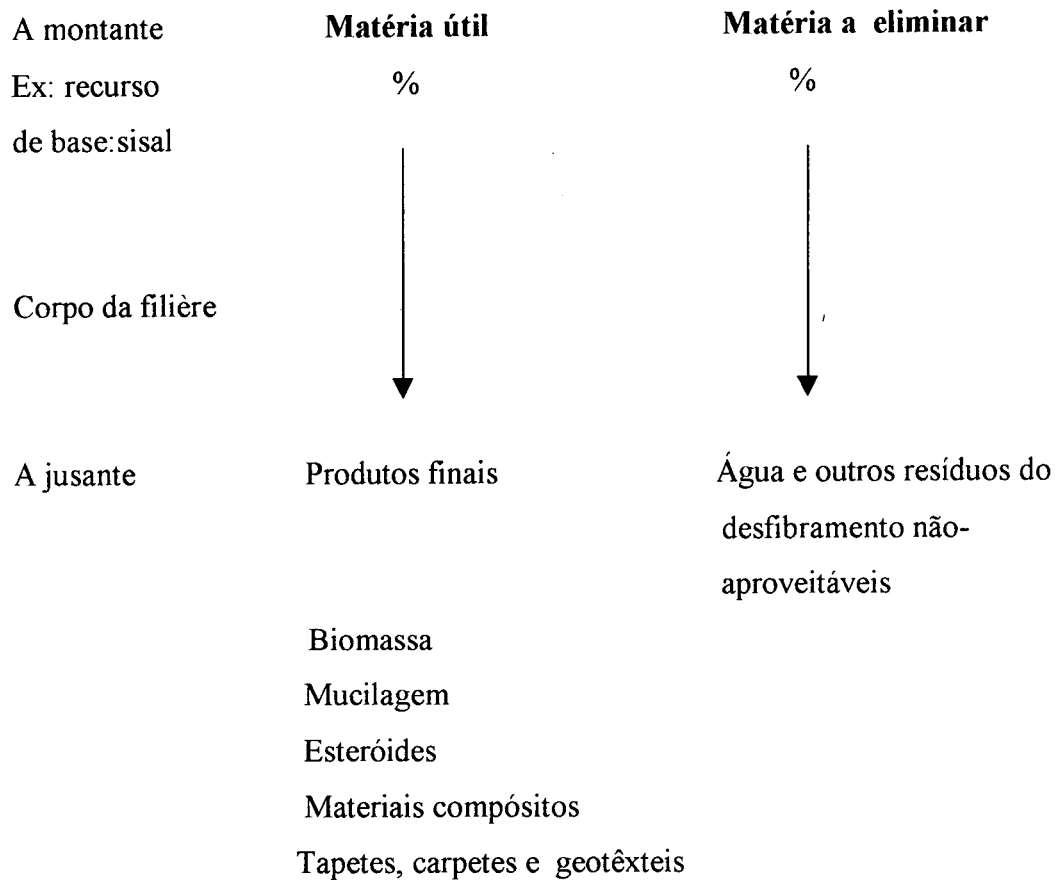 A montante Matéria útil Matéria a eliminar
Ex: recurso % %
de base:sisal
Corpo da filière
A jusante Produtos finais Água e outros resíduos do
desfibramento não-
aproveitáveis
Biomassa
Mucilagem
Esteróides
Materiais compósitos
Tapetes, carpetes e geotêxteis